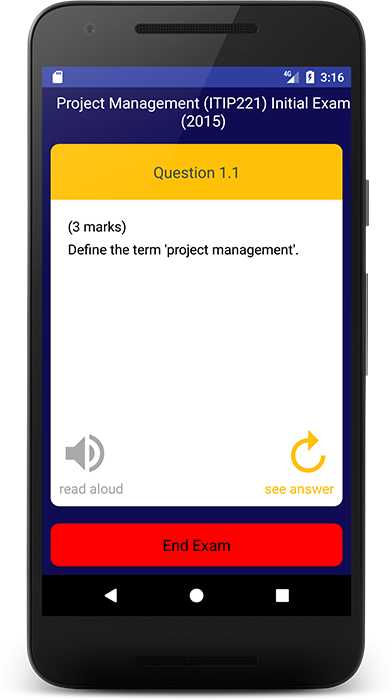 4G 3:16
Project Management (ITIP221) Initial Exam
(2015)
Question 1.1
(3 marks)
Define the term 'project management'.
read aloud
see answer
End Exam